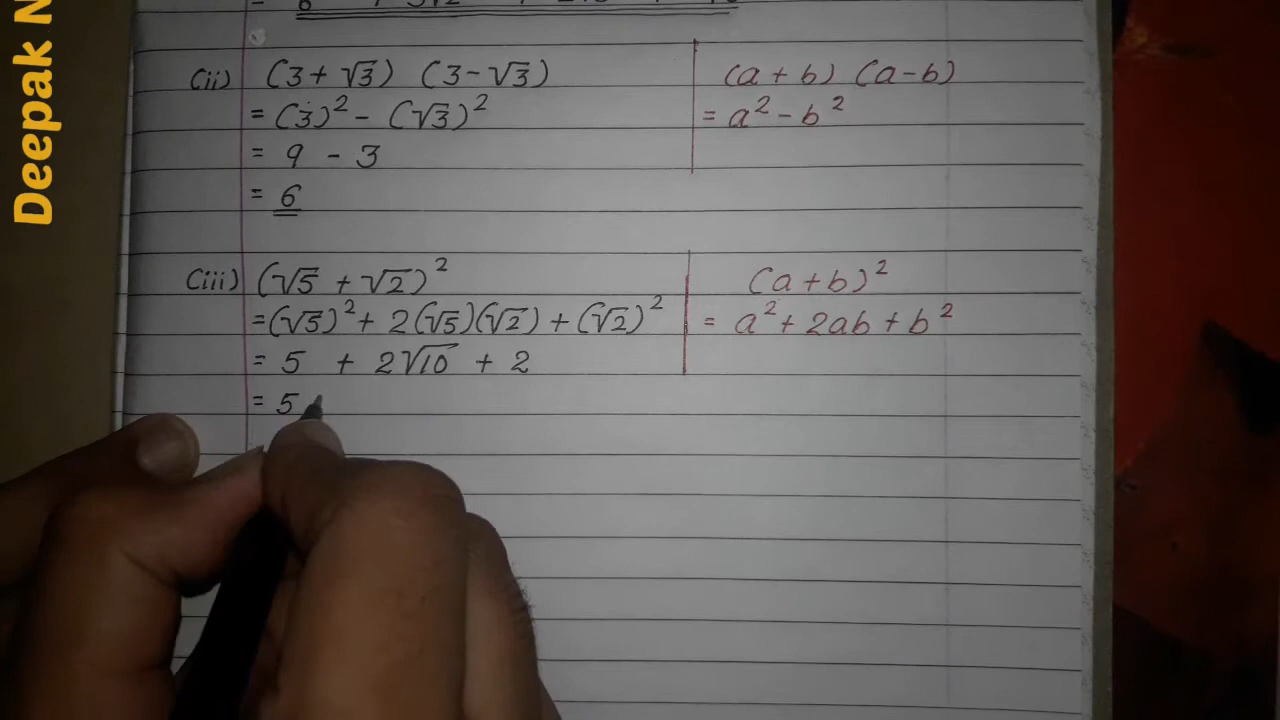 Deepak N
(ii) (3 + √3) (3 - √3)
= (3)² - (√3)²
= 9 - 3
= 6
(a + b) (a - b)
= a² - b²
(iii) (√5 + √2)²
= (√5)² + 2(√5)(√2) + (√2)²
= 5 + 2√10 + 2
= 5
(a + b)²
= a² + 2ab + b²